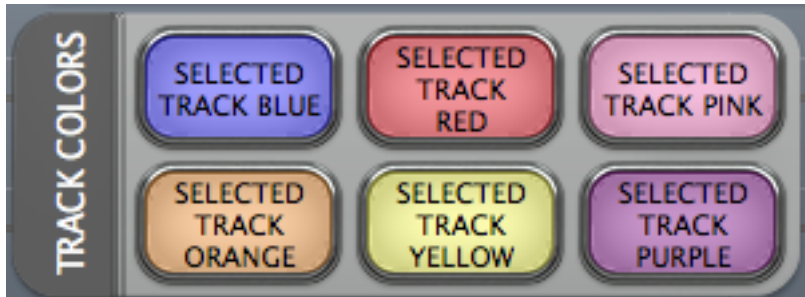 TRACK COLORS
SELECTED
TRACK BLUE
SELECTED
TRACK
RED
SELECTED
TRACK PINK
SELECTED
TRACK
ORANGE
SELECTED
TRACK
YELLOW
SELECTED
TRACK
PURPLE